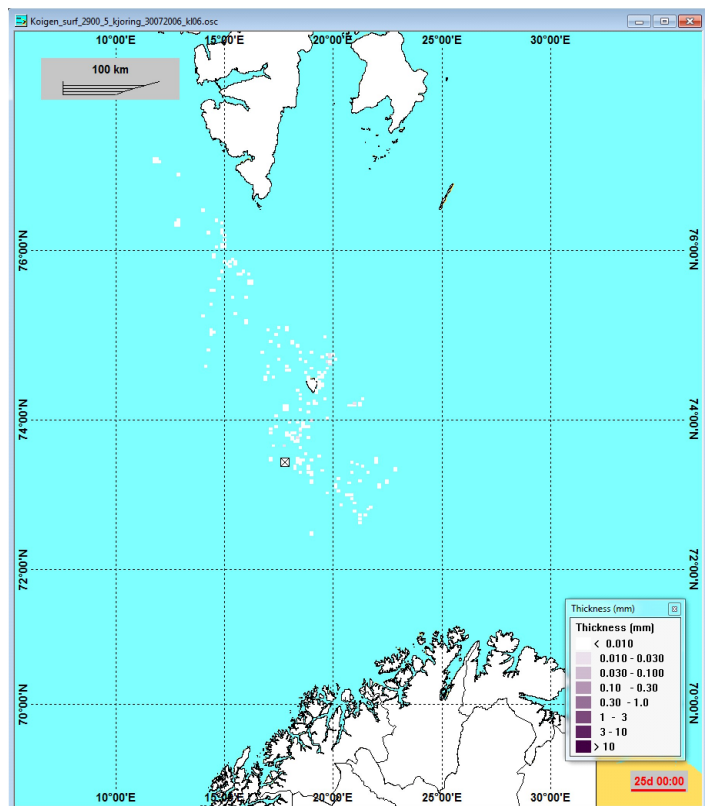 Koigen_surf_2900_5_kjoring_30072006_kl06.osc
10°00'E 15°00'E 20°00'E 25°00'E 30°00'E
100 km
76°00'N 76°00'N
74°00'N 74°00'N
72°00'N 72°00'N
70°00'N 70°00'N
Thickness (mm)
Thickness (mm)
< 0.010
0.010 - 0.030
0.030 - 0.100
0.10 - 0.30
0.30 - 1.0
1 - 3
3 - 10
> 10
25d 00:00
10°00'E 15°00'E 20°00'E 25°00'E 30°00'E